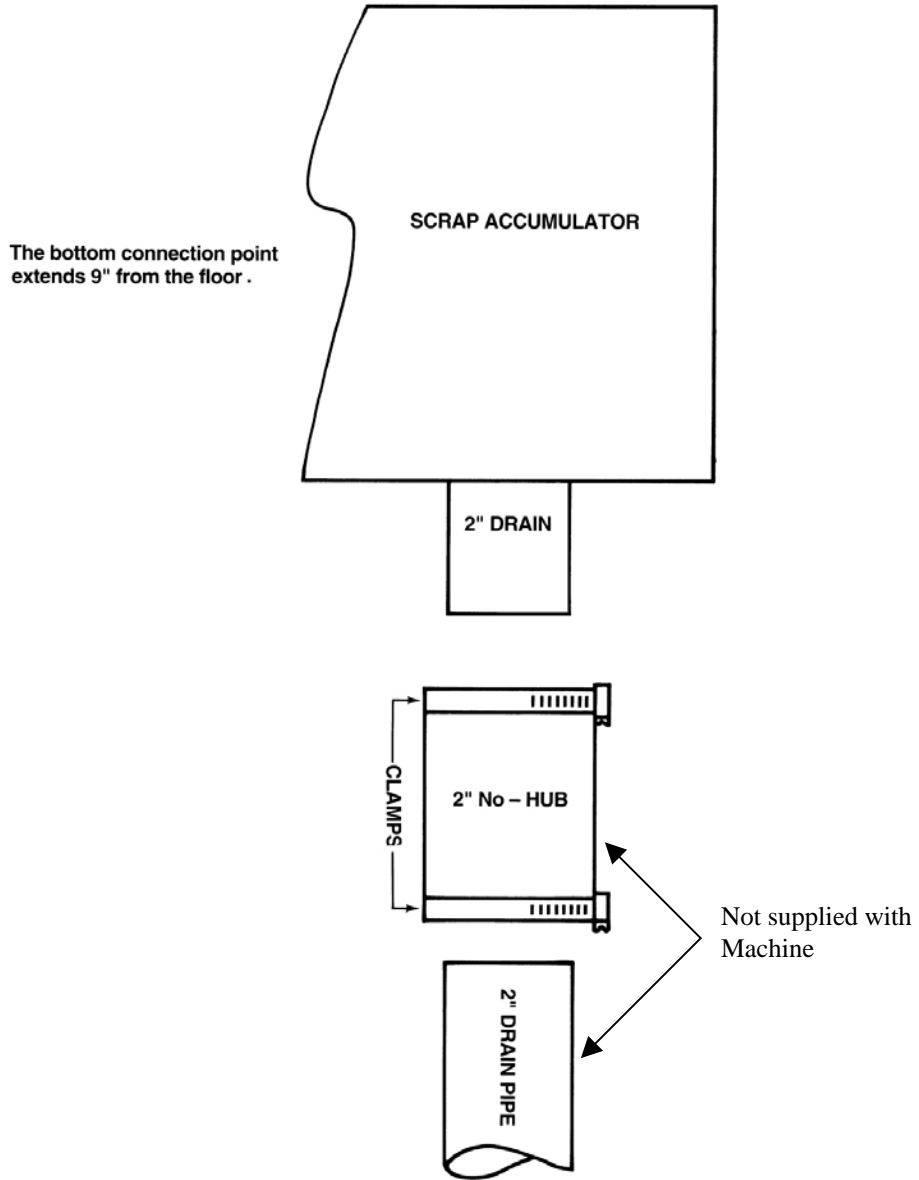 SCRAP ACCUMULATOR
The bottom connection point
extends 9" from the floor .
2" DRAIN
CLAMPS
2" No – HUB
Not supplied with
Machine
2" DRAIN PIPE